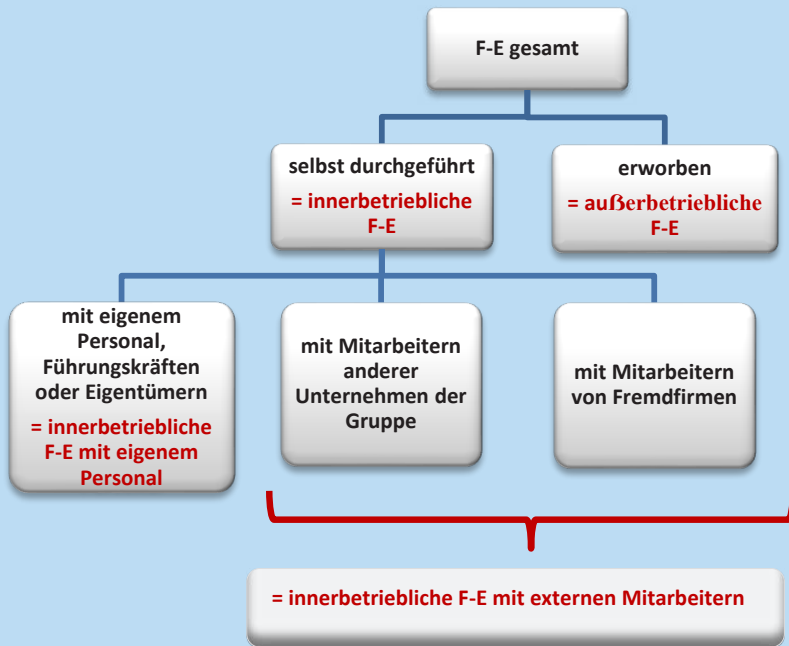 F-E gesamt
selbst durchgeführt
= innerbetriebliche
F-E
erworben
= außerbetriebliche
F-E
mit eigenem
Personal,
Führungskräften
oder Eigentümern
= innerbetriebliche
F-E mit eigenem
Personal
mit Mitarbeitern
anderer
Unternehmen der
Gruppe
mit Mitarbeitern
von Fremdfirmen
= innerbetriebliche F-E mit externen Mitarbeitern